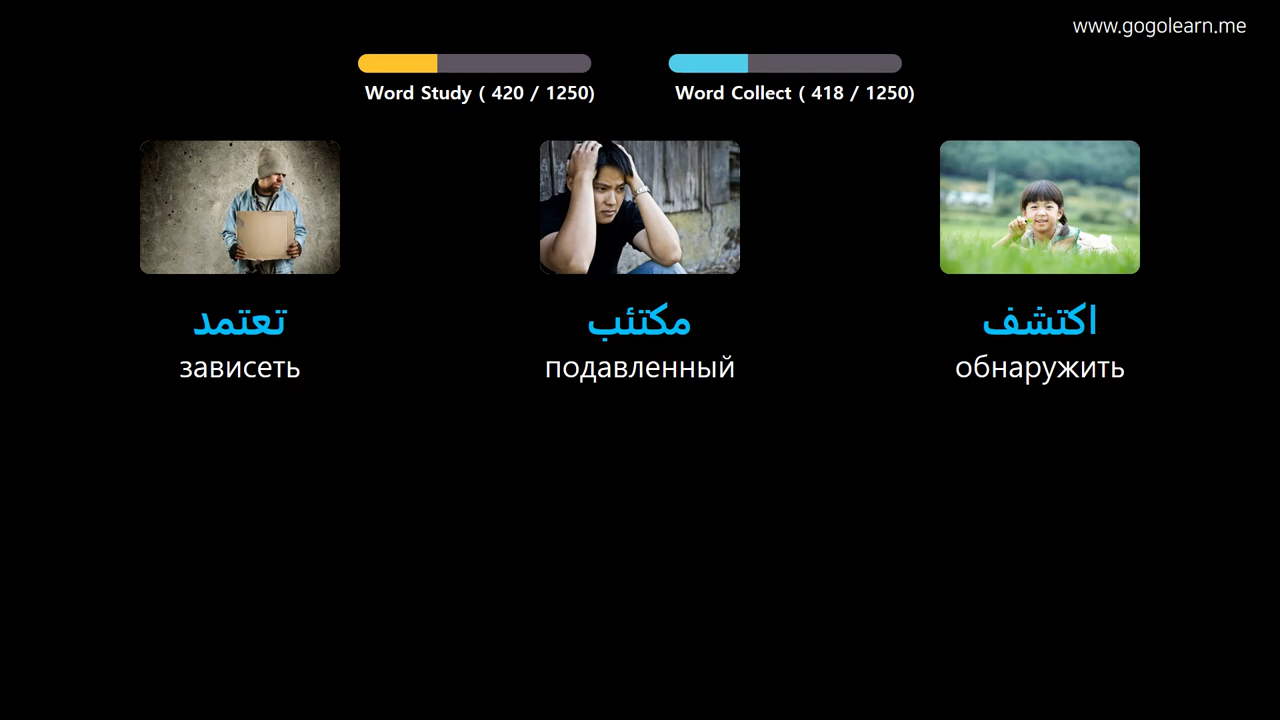 www.gogolearn.me
Word Study ( 420 / 1250)
Word Collect ( 418 / 1250)
تعتمد
зависеть
مكتئب
подавленный
اكتشف
обнаружить